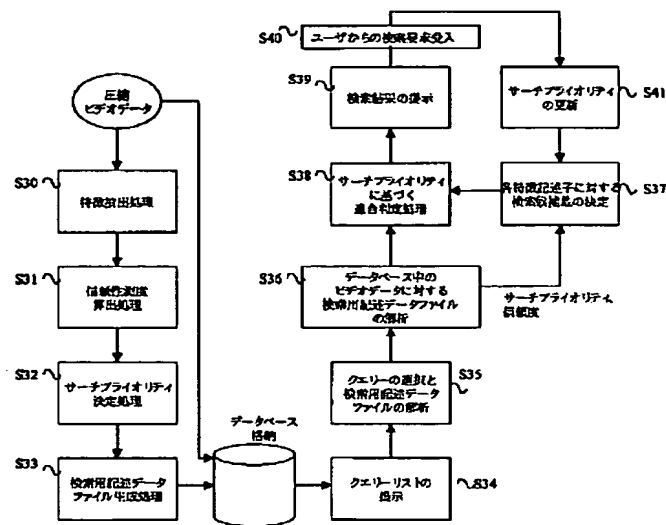 圧縮
ビデオデータ
S30
特徴抽出処理
S31
信頼性尺度
算出処理
S32
サーチプライオリティ
決定処理
S33
検索用記述データ
ファイル生成処理
データベース
格納
クエリーリストの
提示
S34
クエリーの選択と
検索用記述データ
ファイルの解析
S35
S36
データベース中の
ビデオデータに対する
検索用記述データファイル
の解析
サーチプライオリティ、
信頼度
各特徴記述子に対する
検索候補数の決定
S37
S38
サーチプライオリティ
に基づく
適合判定処理
S39
検索結果の提示
S40
ユーザからの検索要求受入
サーチプライオリティ
の更新
S41